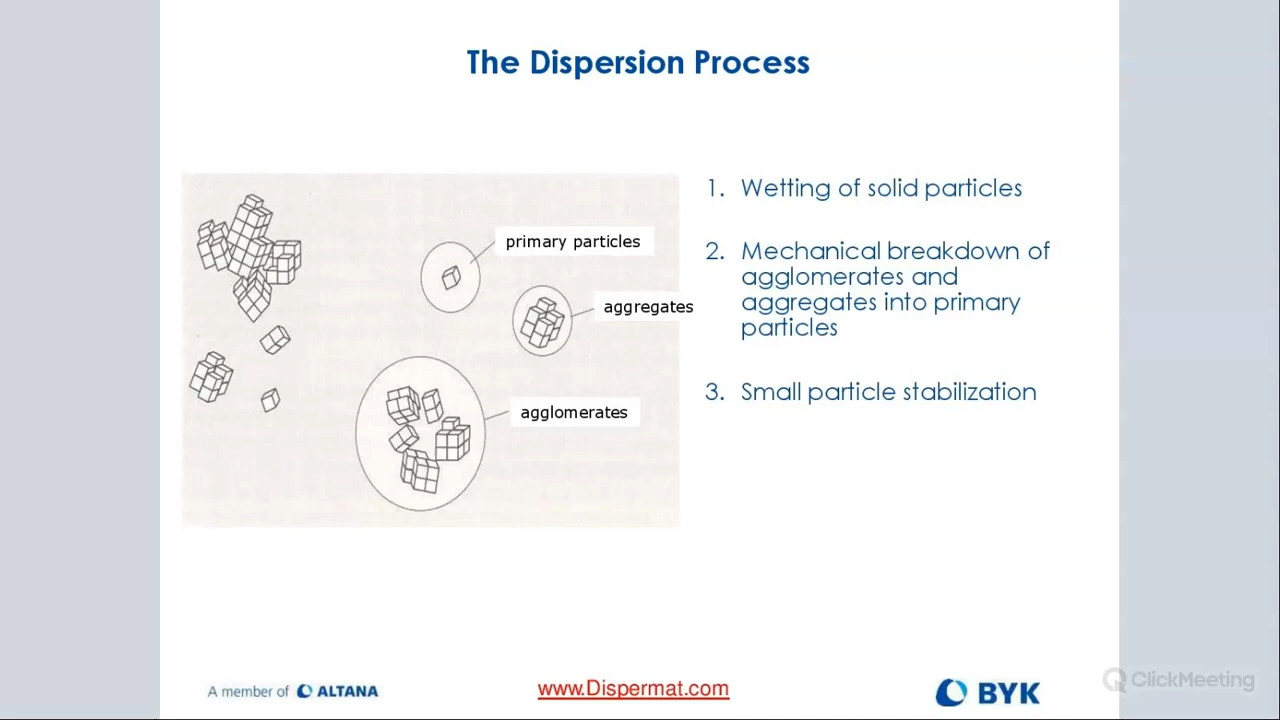 The Dispersion Process
primary particles
aggregates
agglomerates
1. Wetting of solid particles
2. Mechanical breakdown of
agglomerates and
aggregates into primary
particles
3. Small particle stabilization
A member of ALTANA
www.Dispermat.com
BYK
ClickMeeting